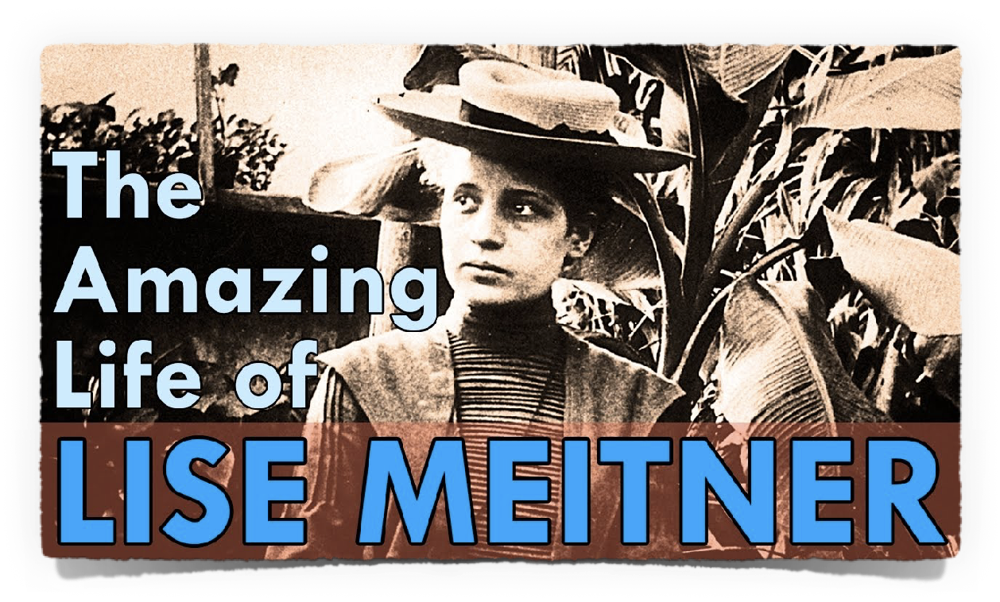 The
Amazing
Life of
LISE MEITNER